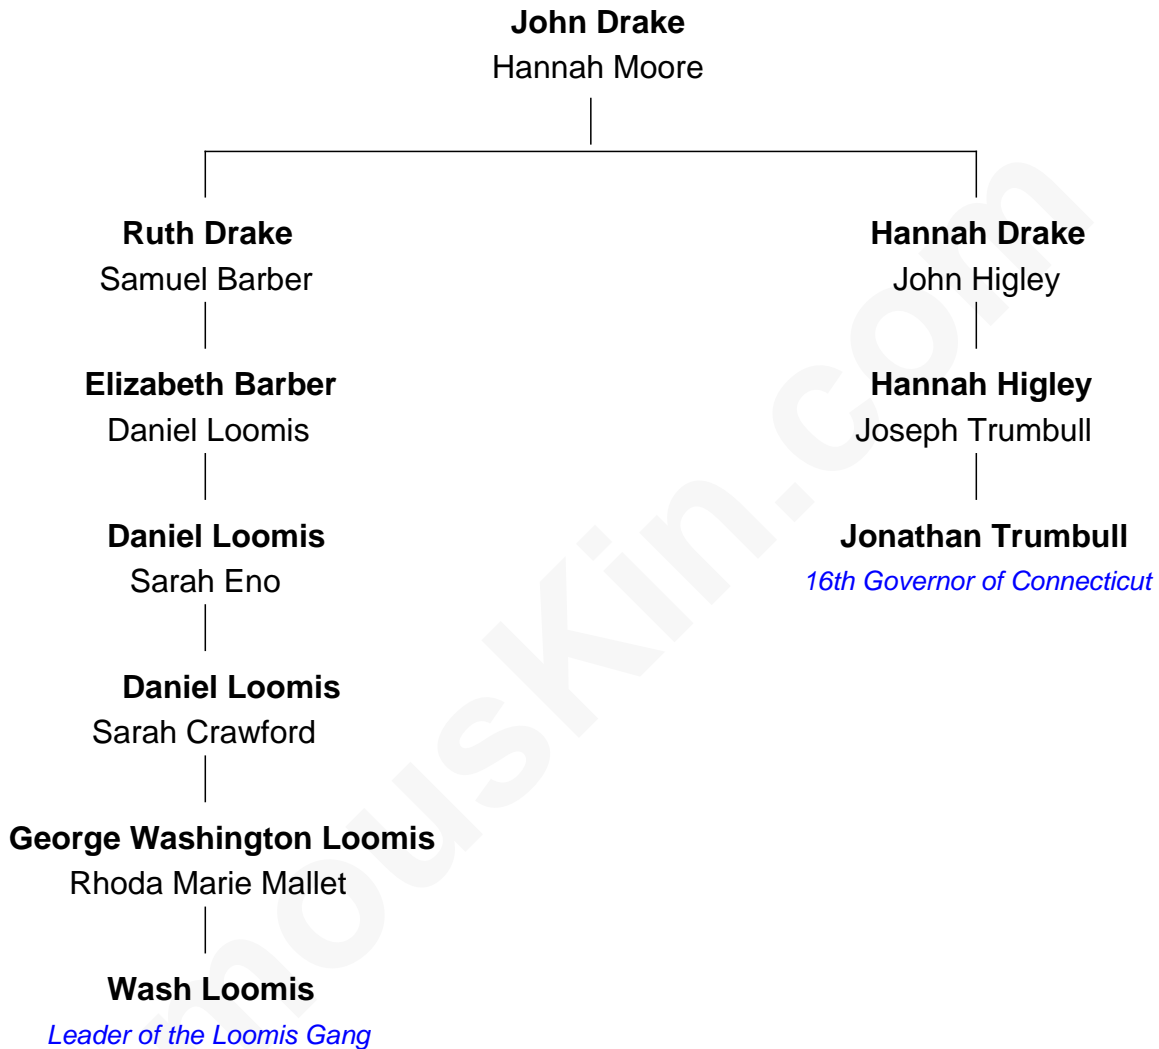 John Drake
Hannah Moore
Ruth Drake
Samuel Barber
Hannah Drake
John Higley
Elizabeth Barber
Daniel Loomis
Hannah Higley
Joseph Trumbull
Daniel Loomis
Sarah Eno
Jonathan Trumbull
16th Governor of Connecticut
Daniel Loomis
Sarah Crawford
George Washington Loomis
Rhoda Marie Mallet
Wash Loomis
Leader of the Loomis Gang
mousKin.com